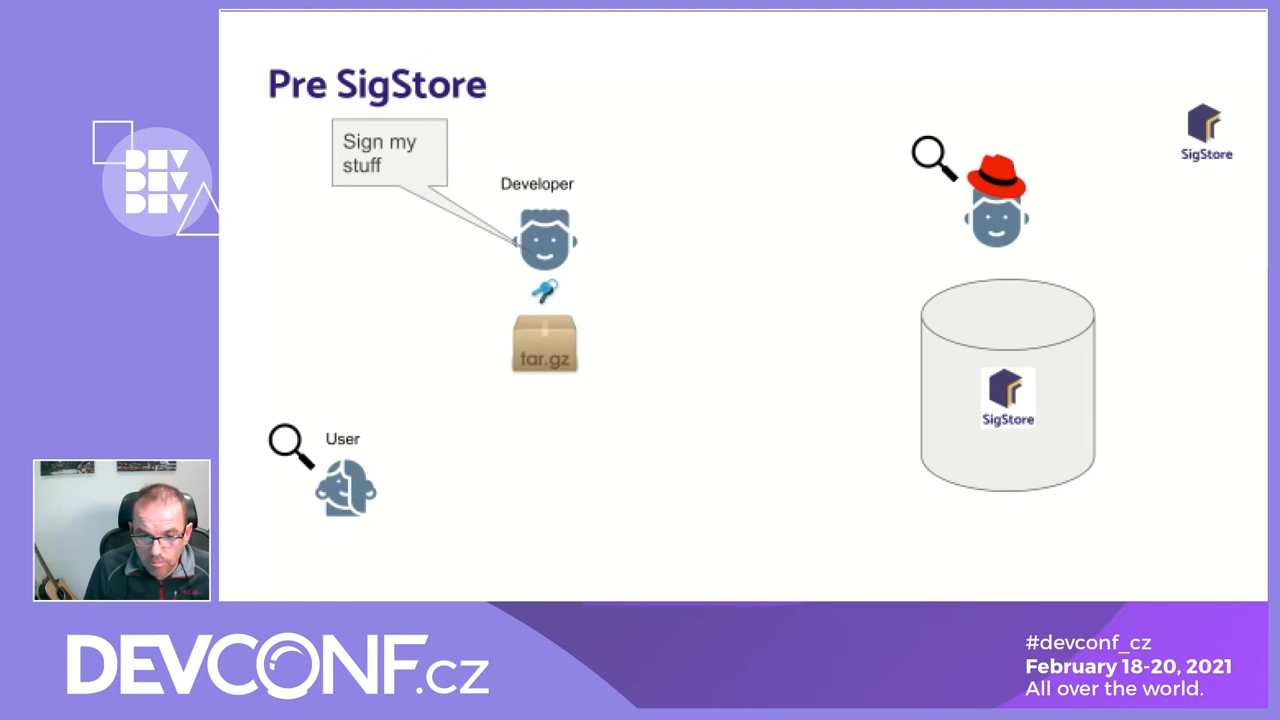 Pre SigStore
Sign my
stuff
Developer
SigStore
DEV
DEV
DEV
tar.gz
SigStore
User
DEVCONF.cz
#devconf_cz
February 18-20, 2021
All over the world.